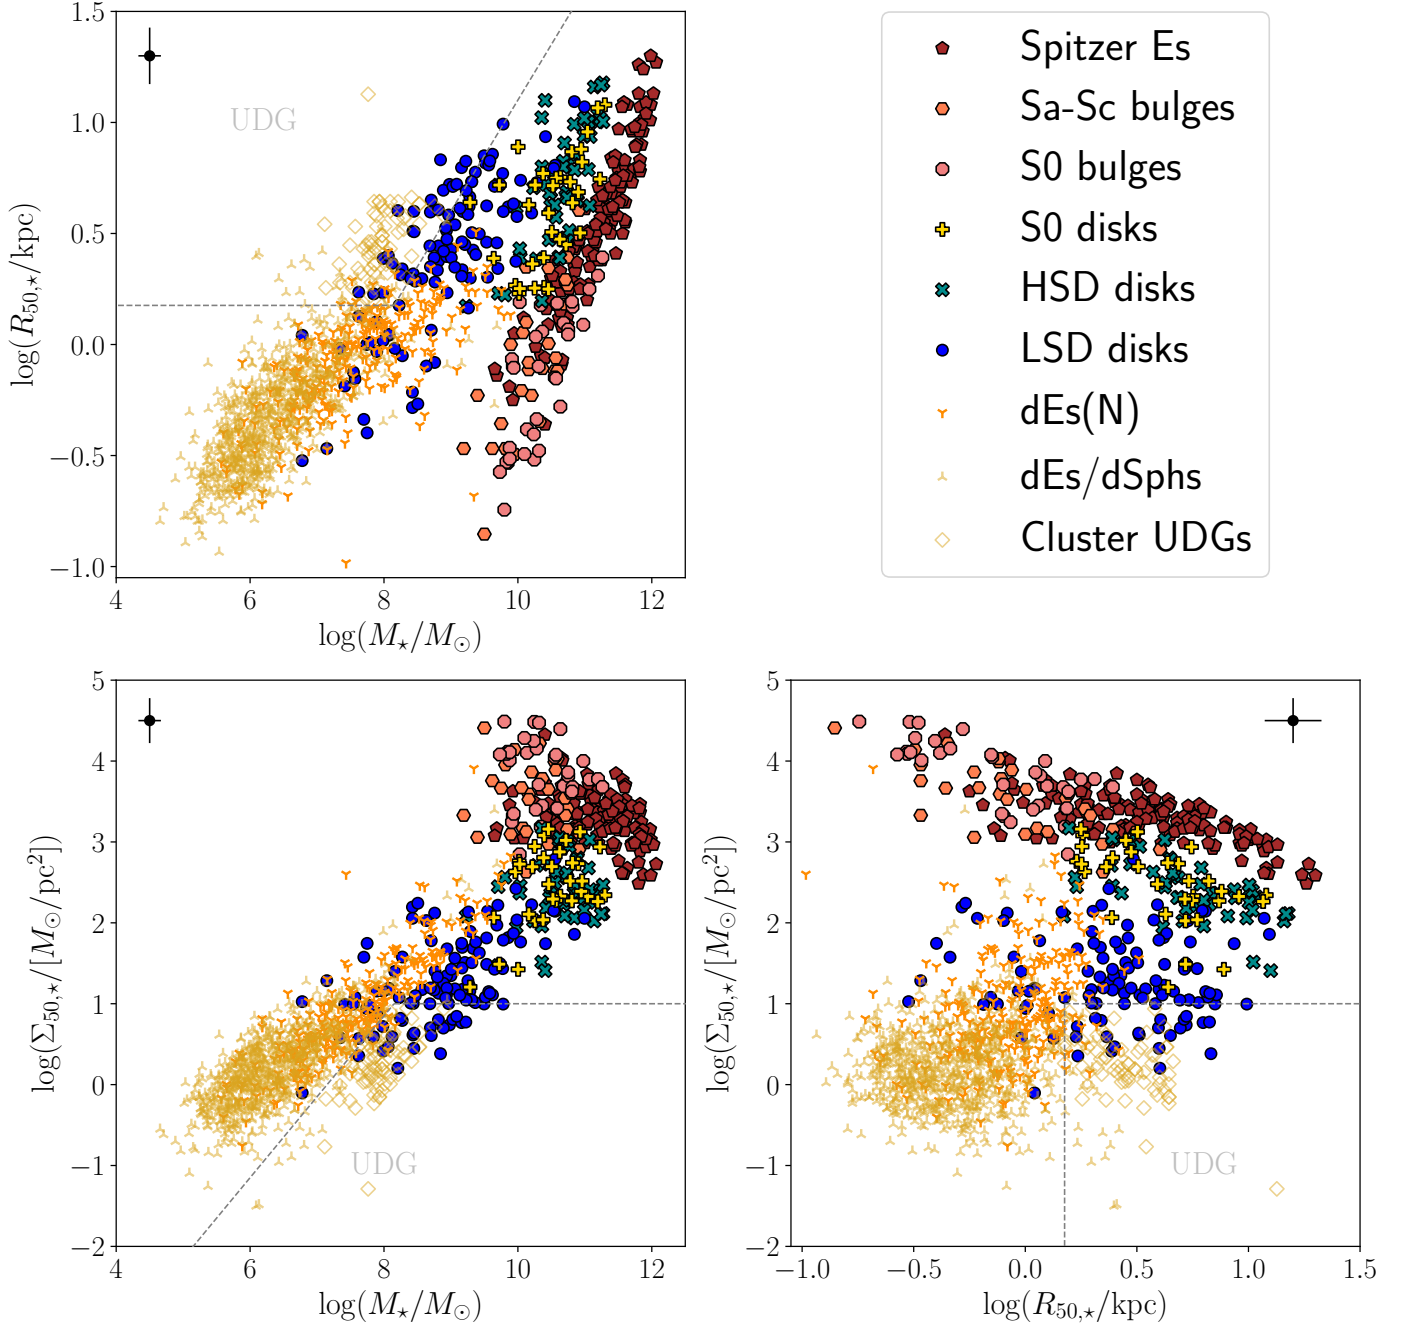 1.5
1.0
0.5
0.0
−0.5
−1.0
log(R50,⋆/kpc)
UDG
4 6 8 10 12
log(M⋆/M⊙)
Spitzer Es
Sa-Sc bulges
S0 bulges
S0 disks
HSD disks
LSD disks
dEs(N)
dEs/dSphs
Cluster UDGs
5
4
3
2
1
0
−1
−2
log(Σ50,⋆/[M⊙/pc²])
UDG
4 6 8 10 12
log(M⋆/M⊙)
5
4
3
2
1
0
−1
−2
log(Σ50,⋆/[M⊙/pc²])
UDG
−1.0 −0.5 0.0 0.5 1.0 1.5
log(R50,⋆/kpc)